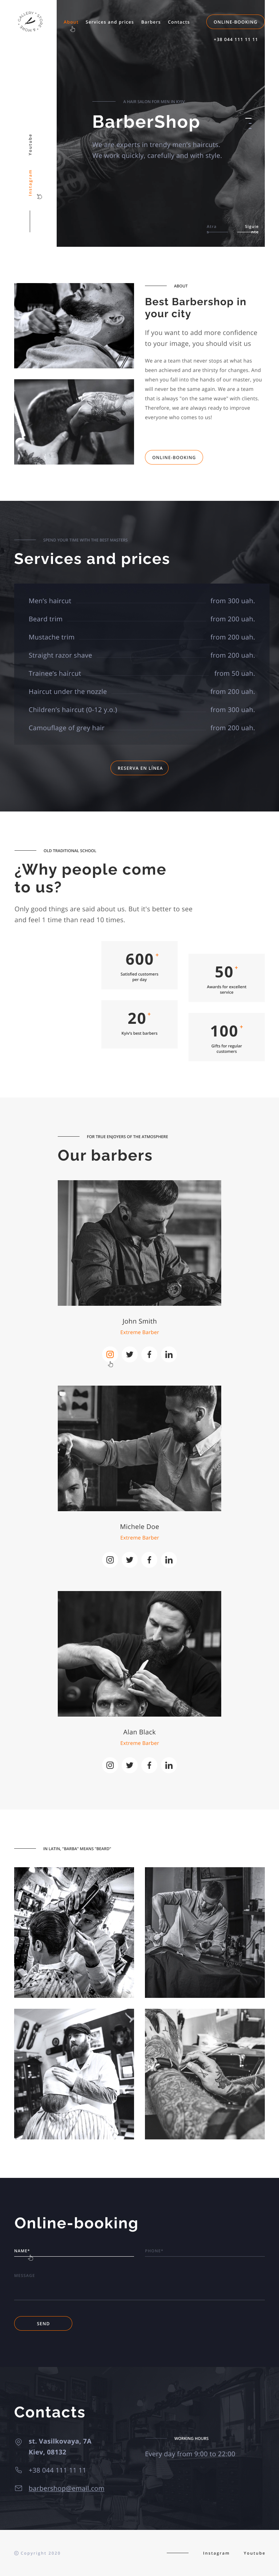 About Services and prices Barbers Contacts ONLINE-BOOKING
+38 044 111 11 11
Youtube
Instagram
A HAIR SALON FOR MEN IN KYIV
BarberShop
We are experts in trendy men's haircuts.
We work quickly, carefully and with style.
Atra
Sigue
ABOUT
Best Barbershop in
your city
If you want to add more confidence
to your image, you should visit us
We are a team that never stops at what has
been achieved and are thirsty for changes. And
when you fall into the hands of our master, you
will never be the same again. We are a team:
that is always "on the same wave" with clients.
Therefore, we are always ready to improve
everyone who comes to us!
ONLINE-BOOKING
SPEND YOUR TIME WITH THE BEST MASTERS
Services and prices
Men's haircut from 300 uah.
Beard trim from 200 uah.
Mustache trim from 200 uah.
Straight razor shave from 200 uah.
Trainee's haircut from 50 uah.
Haircut under the nozzle from 200 uah.
Children's haircut (0-12 y.o.) from 300 uah.
Camouflage of grey hair from 200 uah.
RESERVA EN LÍNEA
OLD TRADITIONAL SCHOOL
¿Why people come
to us?
Only good things are said about us. But it's better to see
and feel 1 time than read 10 times.
600+
Satisfied customers
per day
50+
Awards for excellent
service
20+
Kyiv's best barbers
100+
Gifts for regular
customers
FOR TRUE ENJOYERS OF THE ATMOSPHERE
Our barbers
John Smith
Extreme Barber
Michele Doe
Extreme Barber
Alan Black
Extreme Barber
IN LATIN, "BARBA" MEANS "BEARD"
Online-booking
NAME* PHONE*
MESSAGE
SEND
Contacts
st. Vasilkovaya, 7A
Kiev, 08132
+38 044 111 11 11
barbershop@email.com
WORKING HOURS
Every day from 9:00 to 22:00
© Copyright 2020 Instagram Youtube